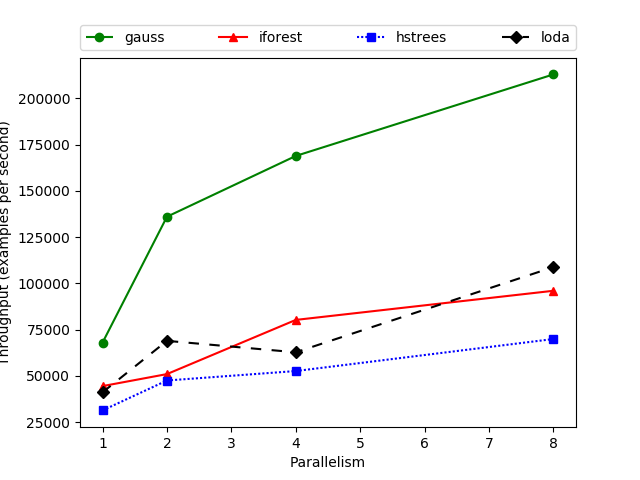 gauss iforest hstrees loda
200000
175000
150000
125000
100000
75000
50000
25000
Throughput (examples per second)
1 2 3 4 5 6 7 8
Parallelism